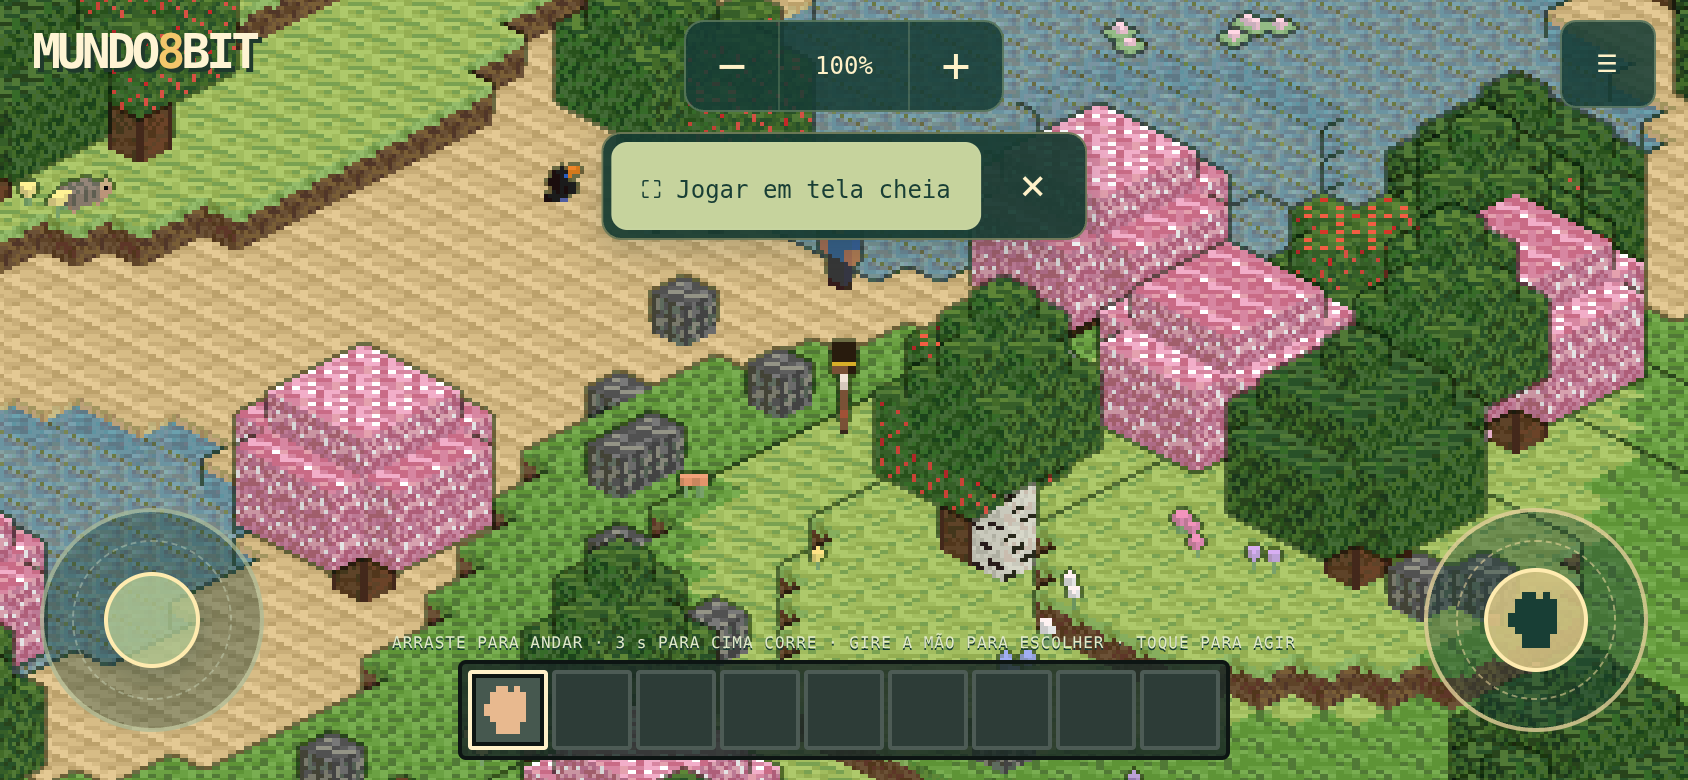 MUNDO8BIT
− 100% +
☰
⛶ Jogar em tela cheia ✕
ARRASTE PARA ANDAR · 3 s PARA CIMA CORRE · GIRE A MÃO PARA ESCOLHER · TOQUE PARA AGIR